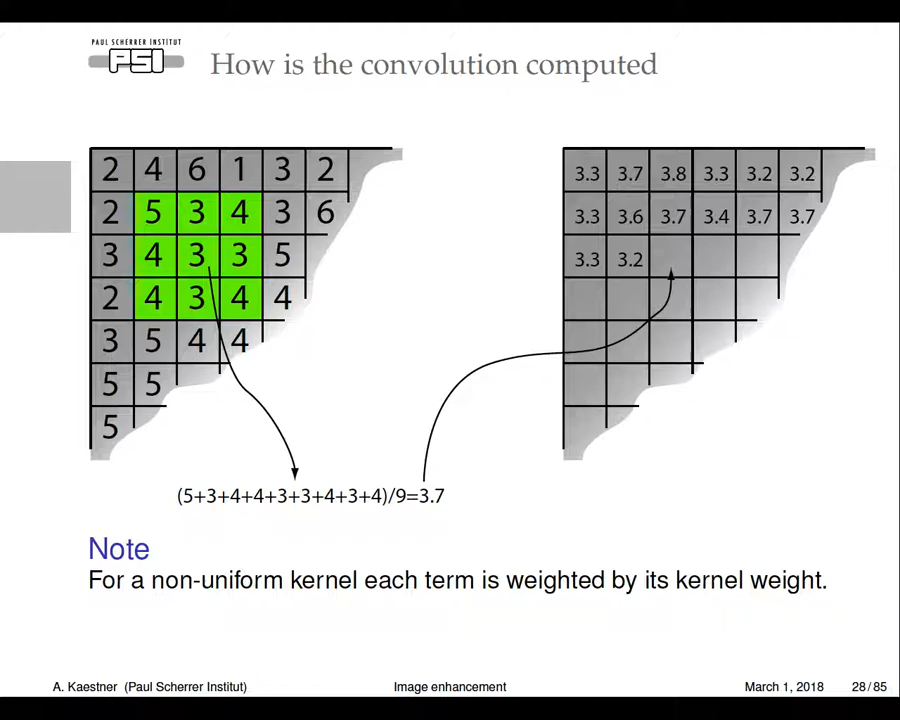 PAUL SCHERRER INSTITUT
PSI
How is the convolution computed
2 4 6 1 3 2
2 5 3 4 3 6
3 4 3 3 5
2 4 3 4 4
3 5 4 4
5 5
5
3.3 3.7 3.8 3.3 3.2 3.2
3.3 3.6 3.7 3.4 3.7 3.7
3.3 3.2
(5+3+4+4+3+3+4+3+4)/9=3.7
Note
For a non-uniform kernel each term is weighted by its kernel weight.
A. Kaestner (Paul Scherrer Institut) Image enhancement March 1, 2018 28 / 85